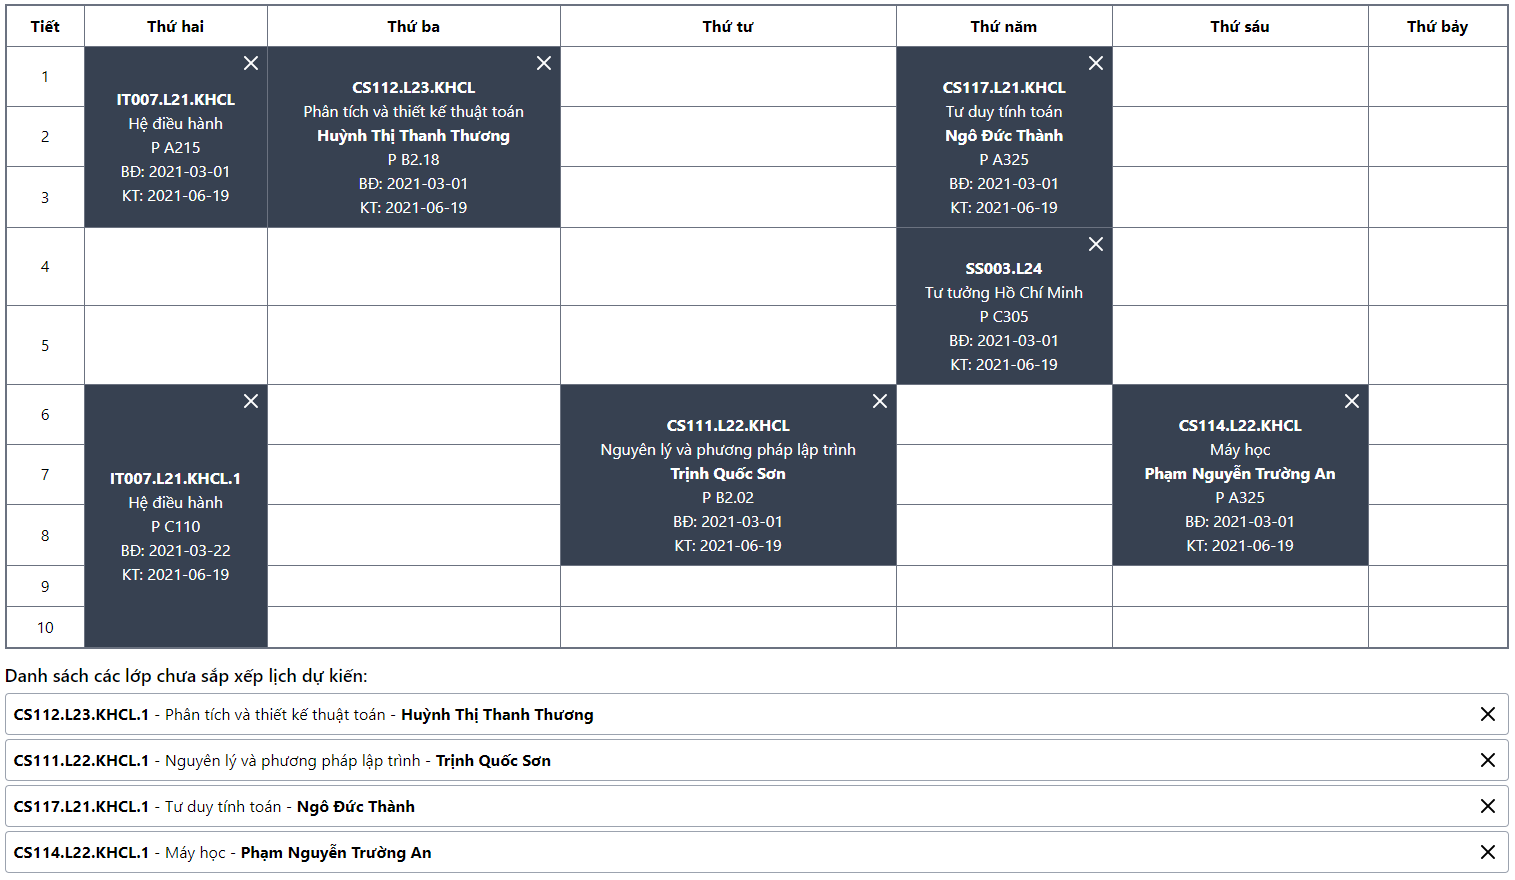 Tiết Thứ hai Thứ ba Thứ tư Thứ năm Thứ sáu Thứ bảy
1
2
3
4
5
6
7
8
9
10
IT007.L21.KHCL
Hệ điều hành
P A215
BĐ: 2021-03-01
KT: 2021-06-19
CS112.L23.KHCL
Phân tích và thiết kế thuật toán
Huỳnh Thị Thanh Thương
P B2.18
BĐ: 2021-03-01
KT: 2021-06-19
CS117.L21.KHCL
Tư duy tính toán
Ngô Đức Thành
P A325
BĐ: 2021-03-01
KT: 2021-06-19
SS003.L24
Tư tưởng Hồ Chí Minh
P C305
BĐ: 2021-03-01
KT: 2021-06-19
IT007.L21.KHCL.1
Hệ điều hành
P C110
BĐ: 2021-03-22
KT: 2021-06-19
CS111.L22.KHCL
Nguyên lý và phương pháp lập trình
Trịnh Quốc Sơn
P B2.02
BĐ: 2021-03-01
KT: 2021-06-19
CS114.L22.KHCL
Máy học
Phạm Nguyễn Trường An
P A325
BĐ: 2021-03-01
KT: 2021-06-19
Danh sách các lớp chưa sắp xếp lịch dự kiến:
CS112.L23.KHCL.1 - Phân tích và thiết kế thuật toán - Huỳnh Thị Thanh Thương
CS111.L22.KHCL.1 - Nguyên lý và phương pháp lập trình - Trịnh Quốc Sơn
CS117.L21.KHCL.1 - Tư duy tính toán - Ngô Đức Thành
CS114.L22.KHCL.1 - Máy học - Phạm Nguyễn Trường An